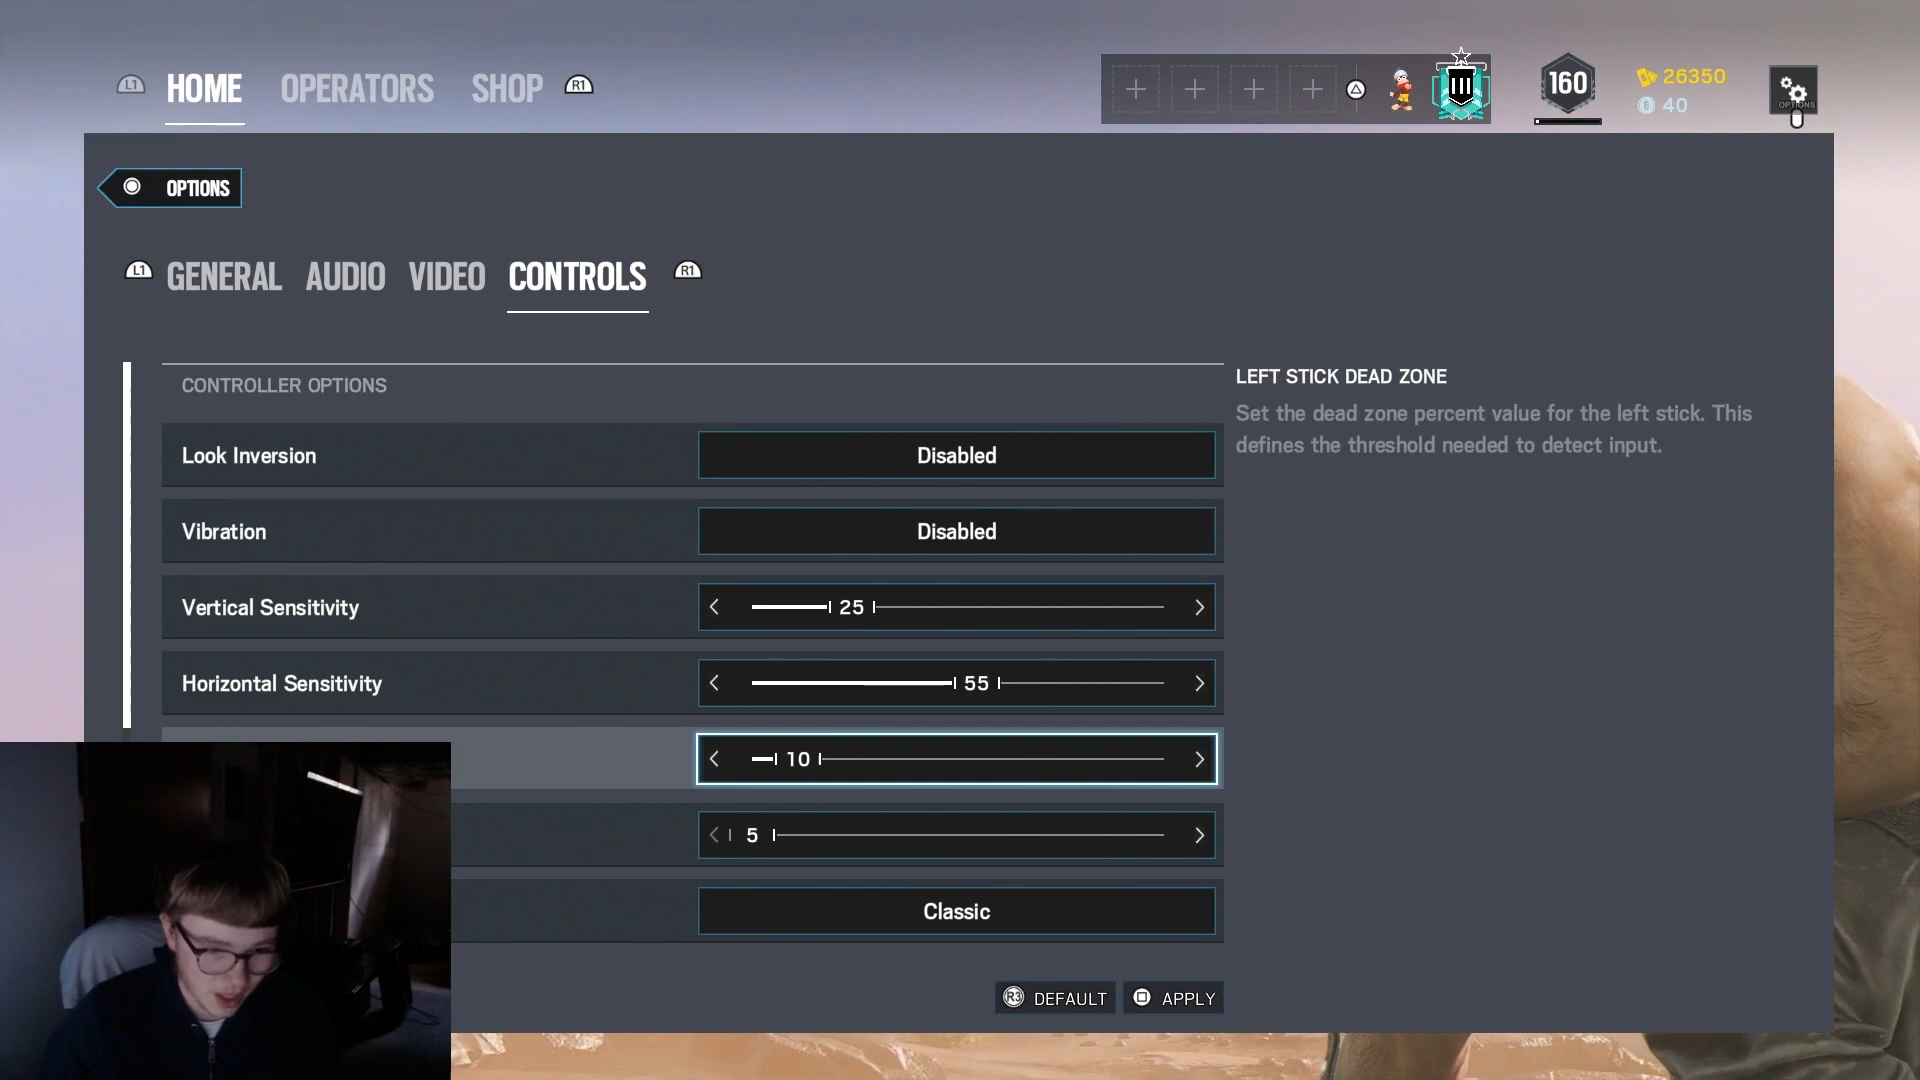 L1 HOME OPERATORS SHOP R1
160
26350
40
OPTIONS
OPTIONS
L1 GENERAL AUDIO VIDEO CONTROLS R1
CONTROLLER OPTIONS
Look Inversion Disabled
Vibration Disabled
Vertical Sensitivity 25
Horizontal Sensitivity 55
10
5
Classic
R3 DEFAULT APPLY
LEFT STICK DEAD ZONE
Set the dead zone percent value for the left stick. This
defines the threshold needed to detect input.